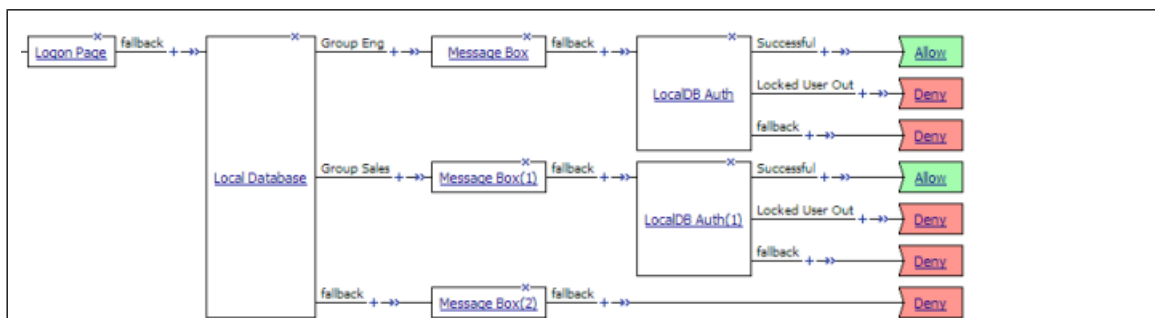 Logon Page
fallback
Local Database
Group Eng
Message Box
fallback
LocalDB Auth
Successful
Allow
Locked User Out
Deny
fallback
Deny
Group Sales
Message Box(1)
fallback
LocalDB Auth(1)
Successful
Allow
Locked User Out
Deny
fallback
Deny
fallback
Message Box(2)
fallback
Deny